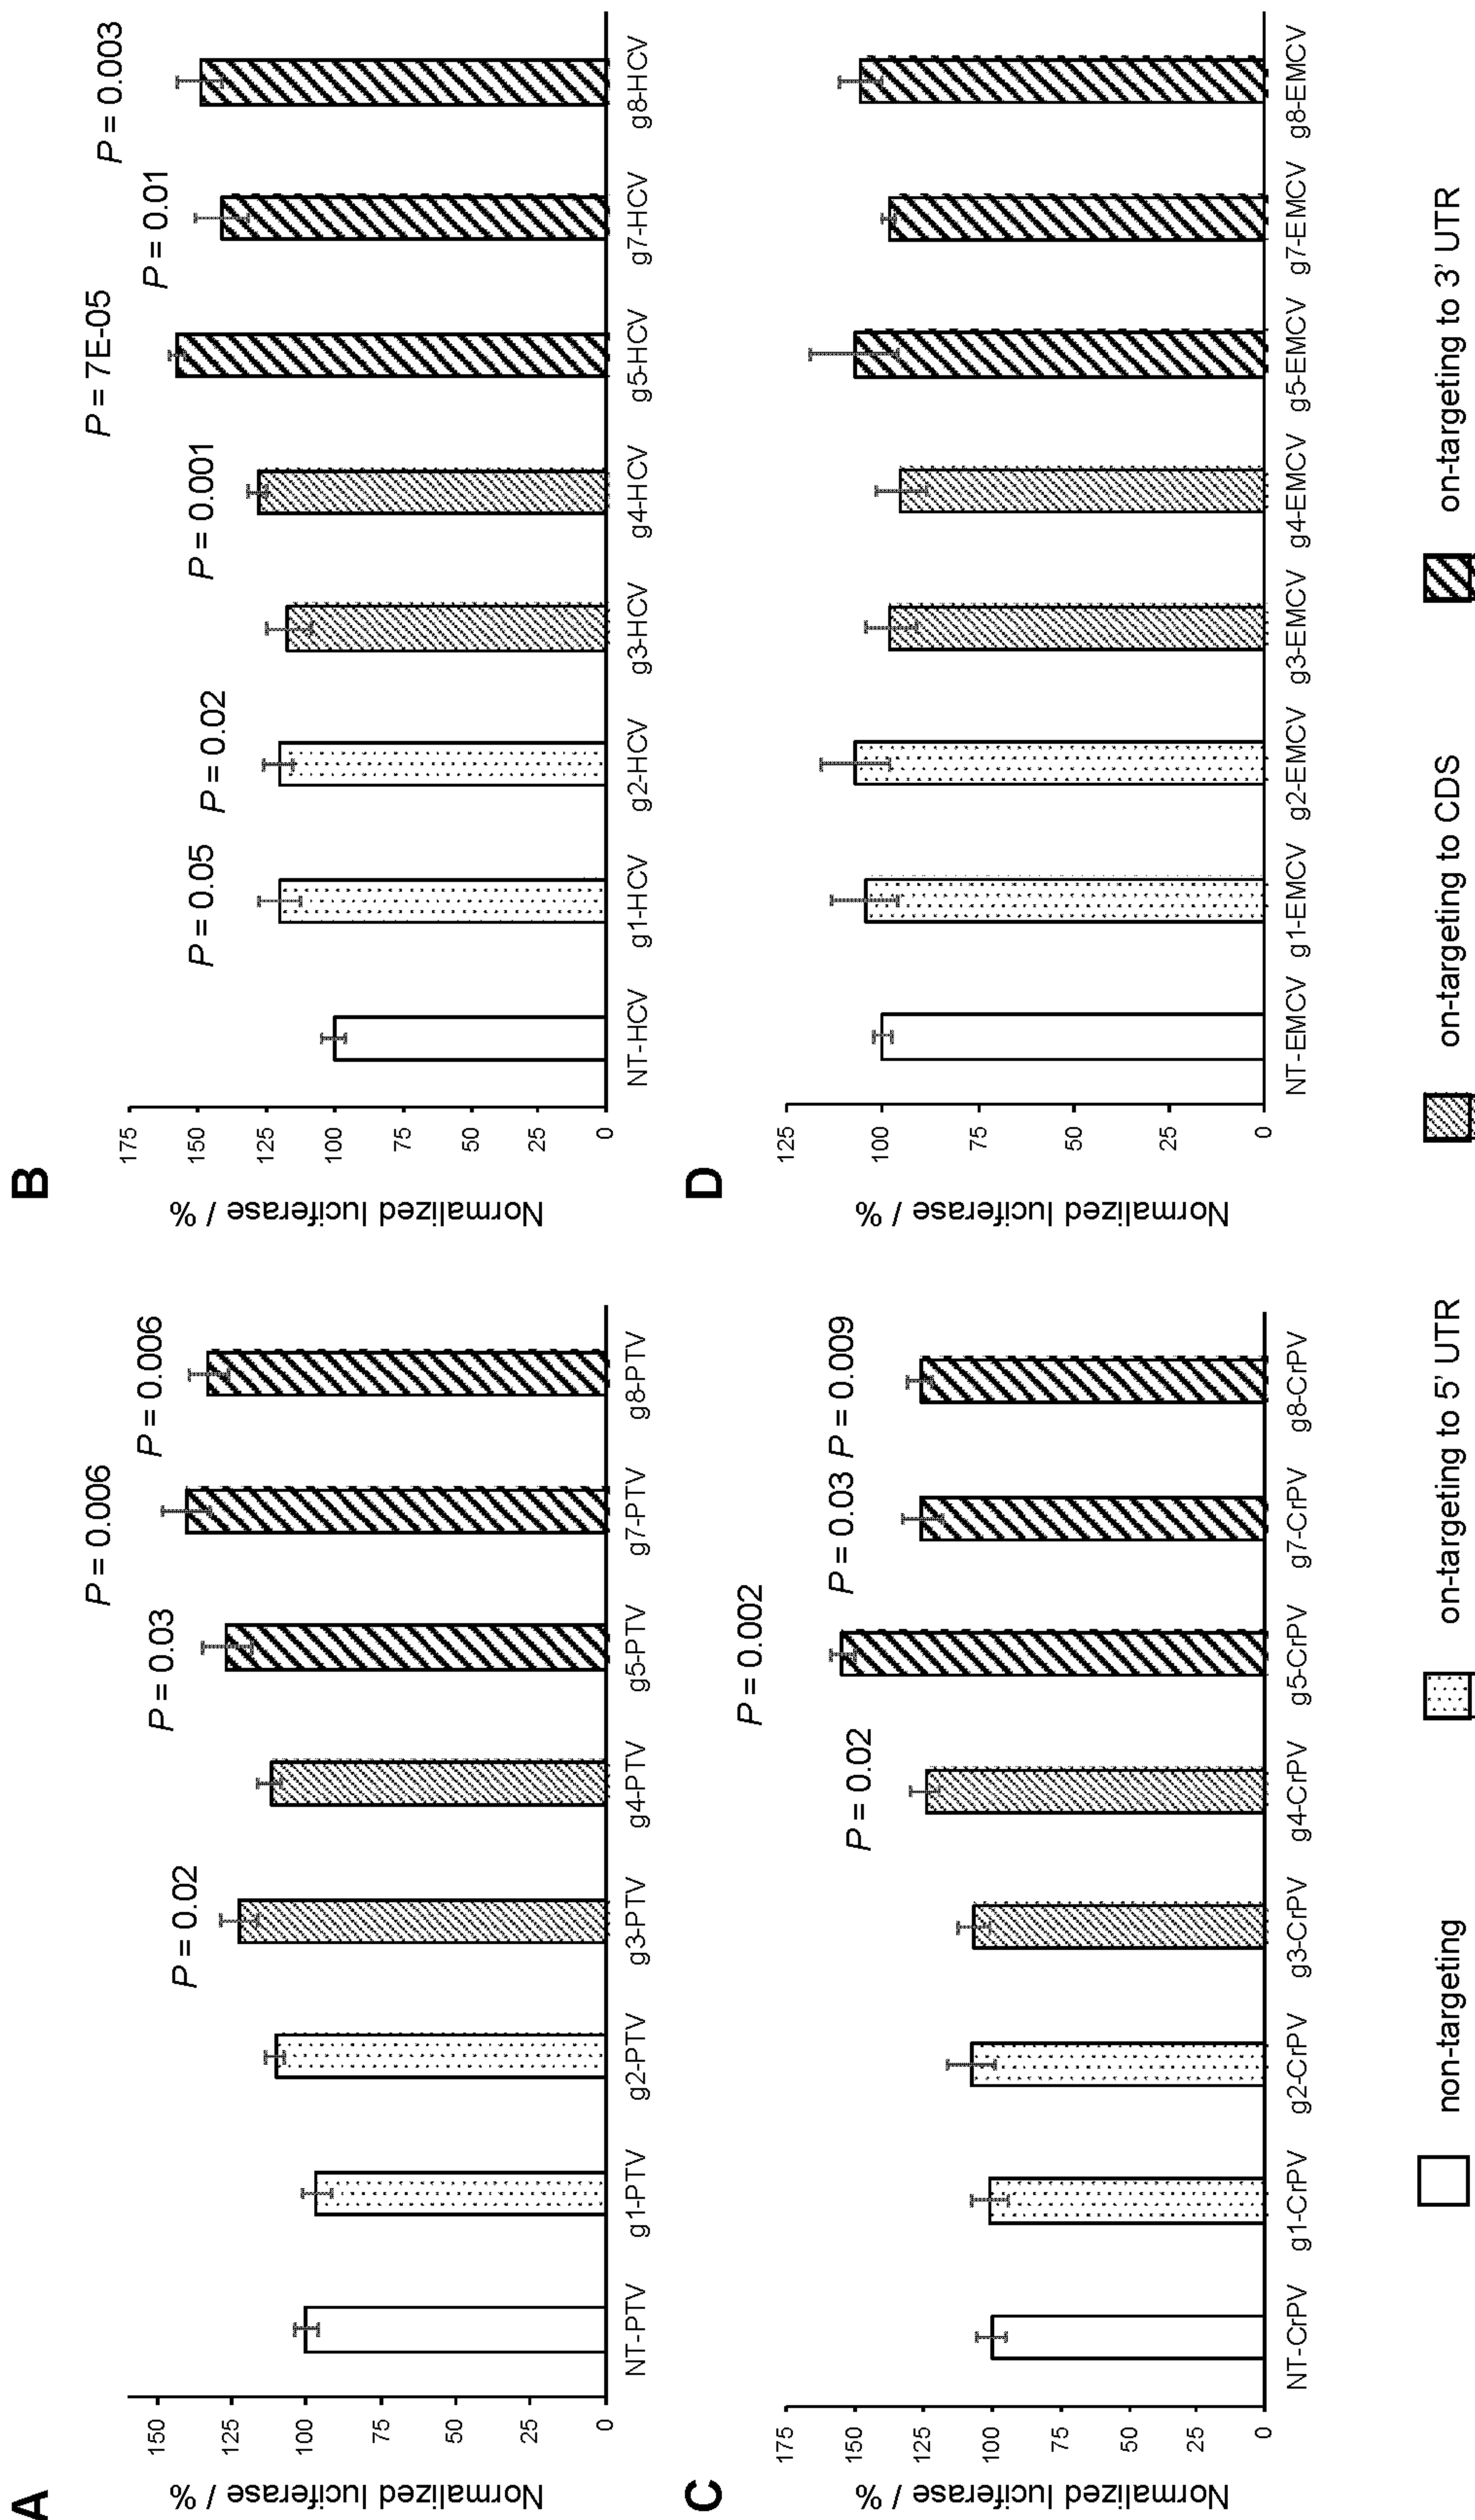 A
Normalized luciferase / %
150
125
100
75
50
25
0
P = 0.02
P = 0.03
P = 0.006
P = 0.006
NT-PTV
g1-PTV
g2-PTV
g3-PTV
g4-PTV
g5-PTV
g7-PTV
g8-PTV
B
Normalized luciferase / %
175
150
125
100
75
50
25
0
P = 0.05
P = 0.02
P = 0.001
P = 7E-05
P = 0.01
P = 0.003
NT-HCV
g1-HCV
g2-HCV
g3-HCV
g4-HCV
g5-HCV
g7-HCV
g8-HCV
C
Normalized luciferase / %
175
150
125
100
75
50
25
0
P = 0.02
P = 0.002
P = 0.03
P = 0.009
NT-CrPV
g1-CrPV
g2-CrPV
g3-CrPV
g4-CrPV
g5-CrPV
g7-CrPV
g8-CrPV
D
Normalized luciferase / %
125
100
75
50
25
0
NT-EMCV
g1-EMCV
g2-EMCV
g3-EMCV
g4-EMCV
g5-EMCV
g7-EMCV
g8-EMCV
non-targeting
on-targeting to 5' UTR
on-targeting to CDS
on-targeting to 3' UTR